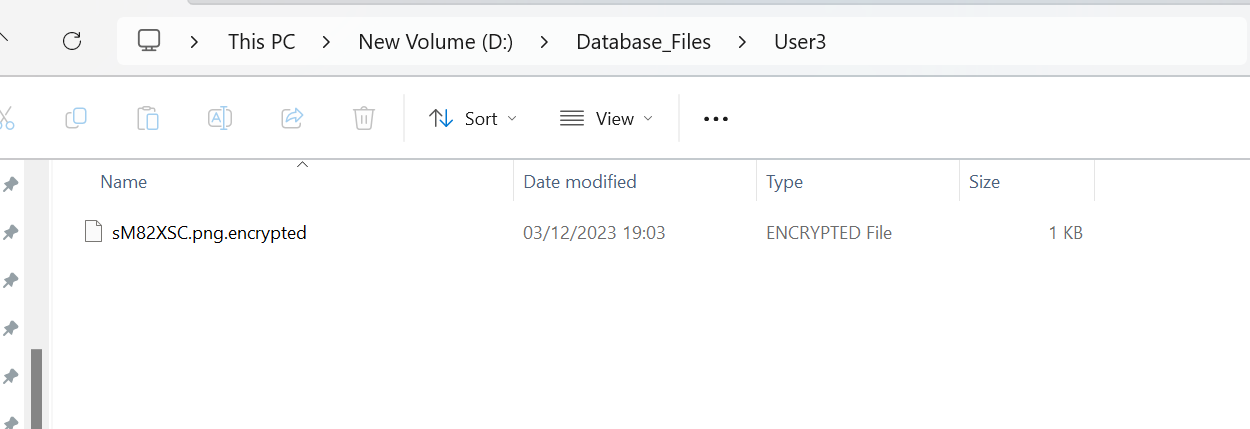 This PC > New Volume (D:) > Database_Files > User3
Sort View
Name Date modified Type Size
sM82XSC.png.encrypted 03/12/2023 19:03 ENCRYPTED File 1 KB